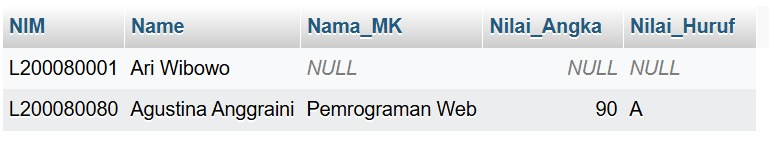 NIM Name Nama_MK Nilai_Angka Nilai_Huruf
L200080001 Ari Wibowo NULL NULL NULL
L200080080 Agustina Anggraini Pemrograman Web 90 A